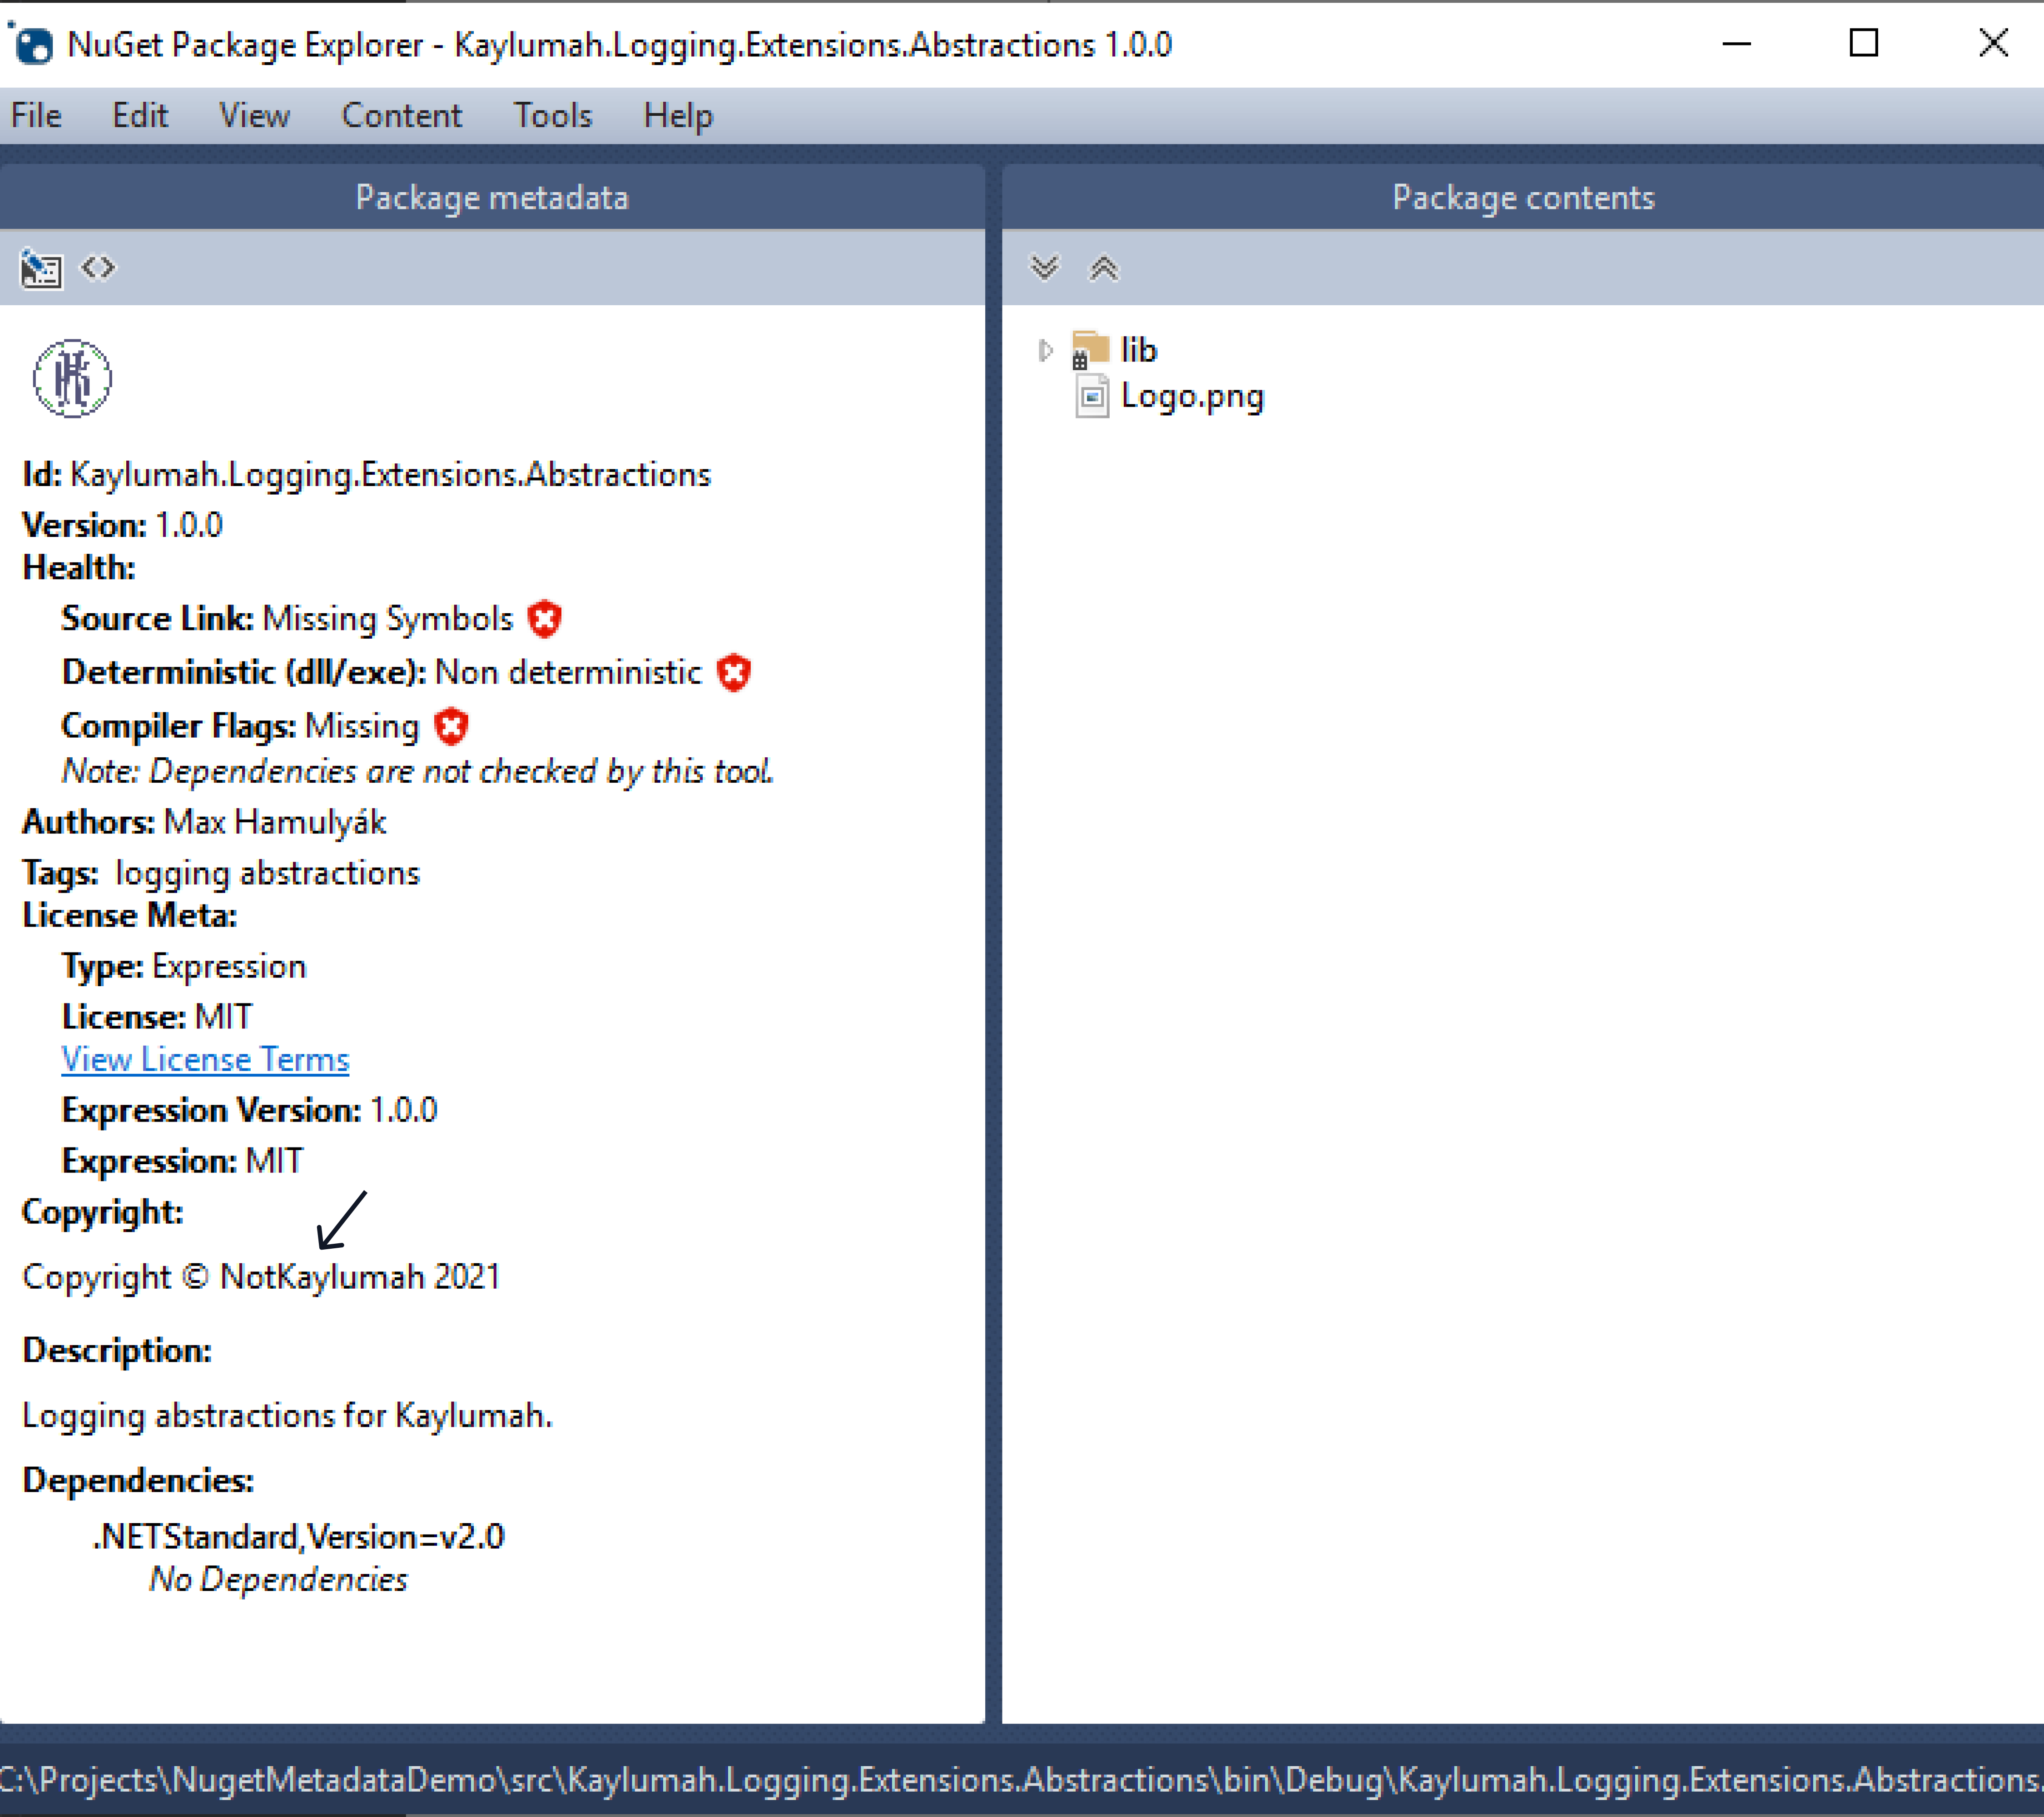 NuGet Package Explorer - Kaylumah.Logging.Extensions.Abstractions 1.0.0
File Edit View Content Tools Help
Package metadata
Package contents
lib
Logo.png
Id: Kaylumah.Logging.Extensions.Abstractions
Version: 1.0.0
Health:
Source Link: Missing Symbols
Deterministic (dll/exe): Non deterministic
Compiler Flags: Missing
Note: Dependencies are not checked by this tool.
Authors: Max Hamulyák
Tags: logging abstractions
License Meta:
Type: Expression
License: MIT
View License Terms
Expression Version: 1.0.0
Expression: MIT
Copyright:
Copyright © NotKaylumah 2021
Description:
Logging abstractions for Kaylumah.
Dependencies:
.NETStandard,Version=v2.0
No Dependencies
C:\Projects\NugetMetadataDemo\src\Kaylumah.Logging.Extensions.Abstractions\bin\Debug\Kaylumah.Logging.Extensions.Abstractions.